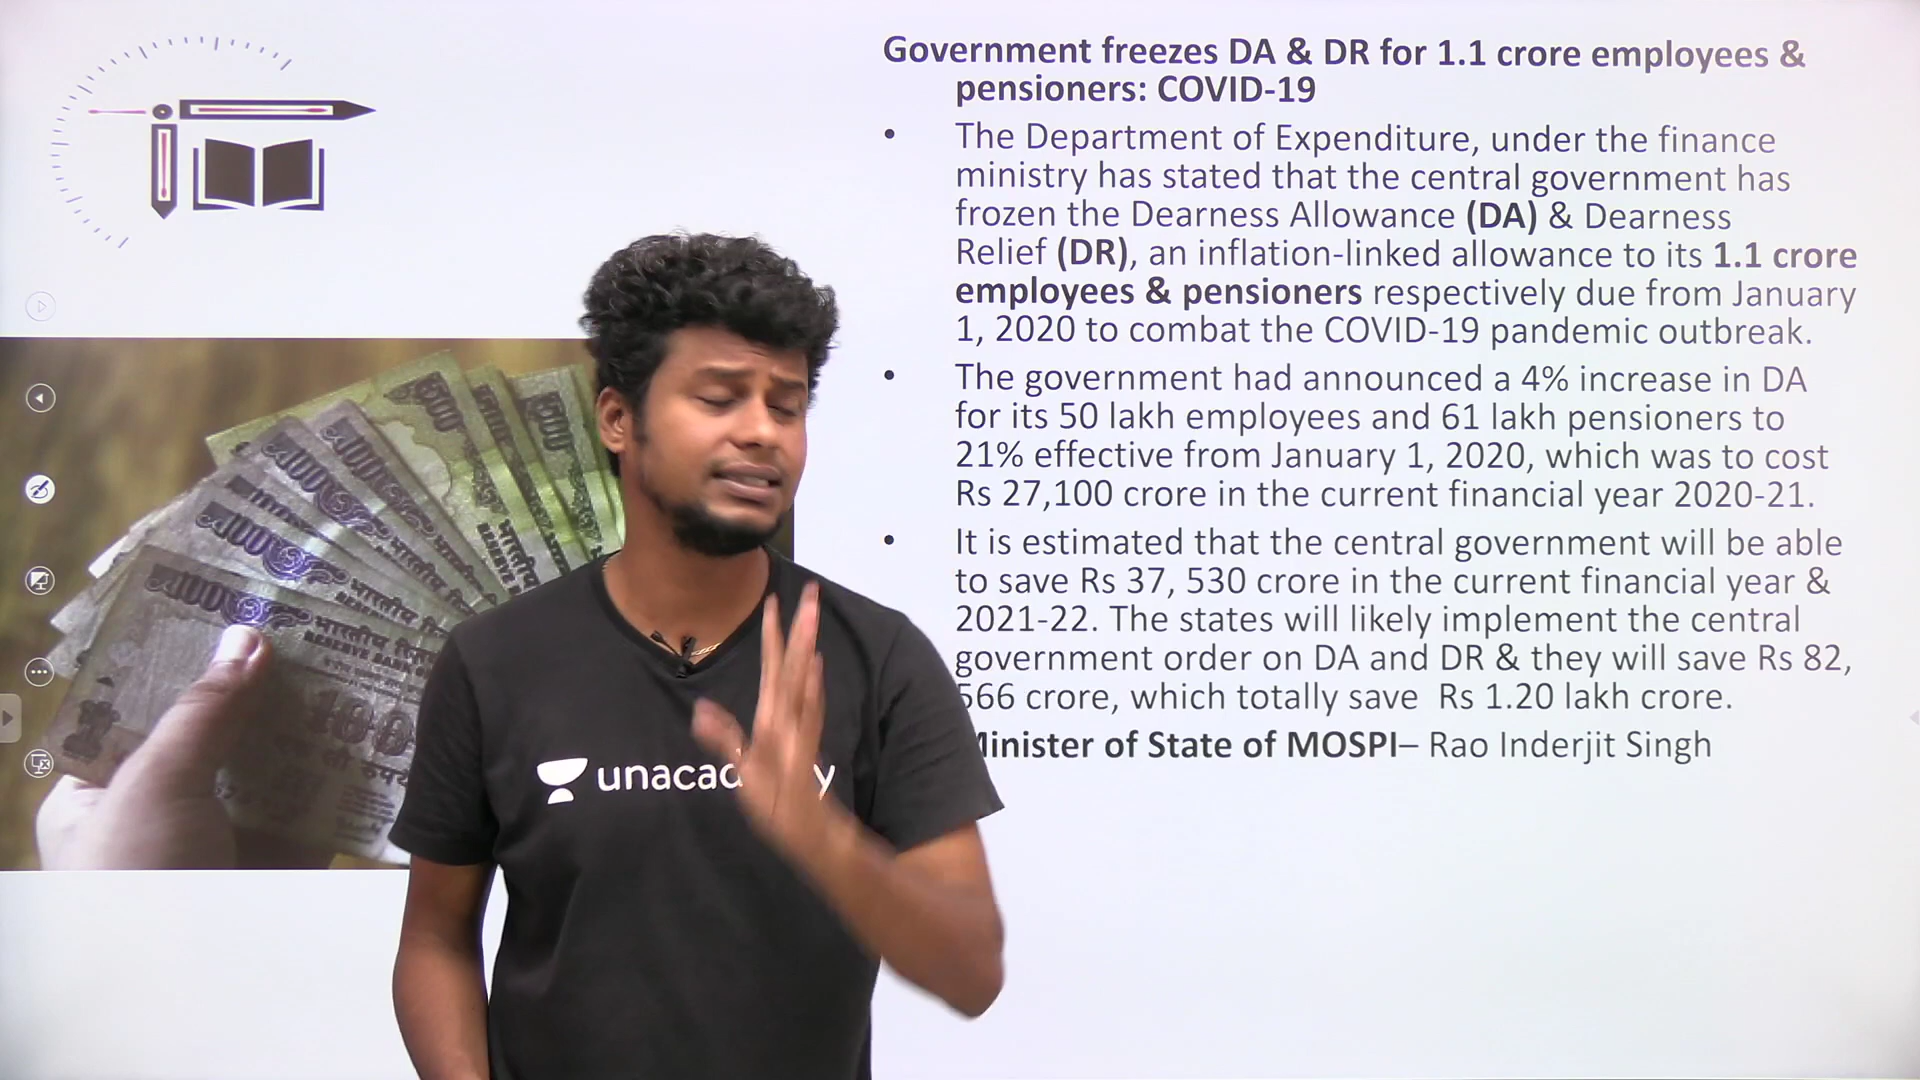 Government freezes DA & DR for 1.1 crore employees &
pensioners: COVID-19
• The Department of Expenditure, under the finance
ministry has stated that the central government has
frozen the Dearness Allowance (DA) & Dearness
Relief (DR), an inflation-linked allowance to its 1.1 crore
employees & pensioners respectively due from January
1, 2020 to combat the COVID-19 pandemic outbreak.
• The government had announced a 4% increase in DA
for its 50 lakh employees and 61 lakh pensioners to
21% effective from January 1, 2020, which was to cost
Rs 27,100 crore in the current financial year 2020-21.
• It is estimated that the central government will be able
to save Rs 37, 530 crore in the current financial year &
2021-22. The states will likely implement the central
government order on DA and DR & they will save Rs 82,
566 crore, which totally save Rs 1.20 lakh crore.
Minister of State of MOSPI– Rao Inderjit Singh
भारतीय
भारतीय
RESERVE BANK
100
unacademy